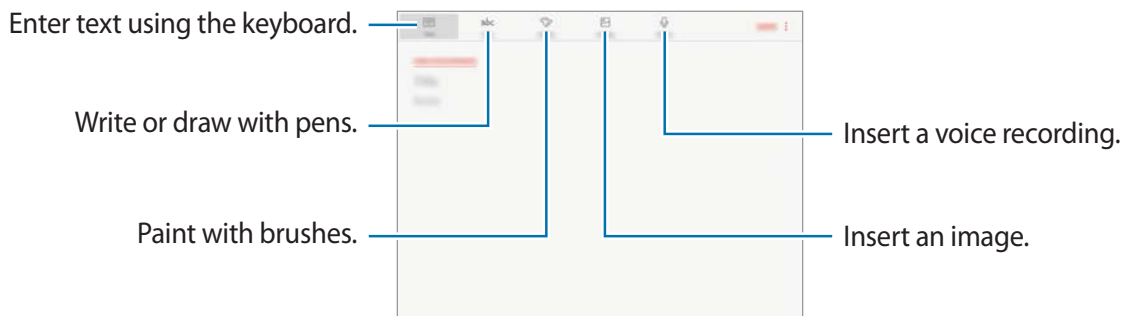 Enter text using the keyboard.
abc
Write or draw with pens.
Insert a voice recording.
Paint with brushes.
Insert an image.